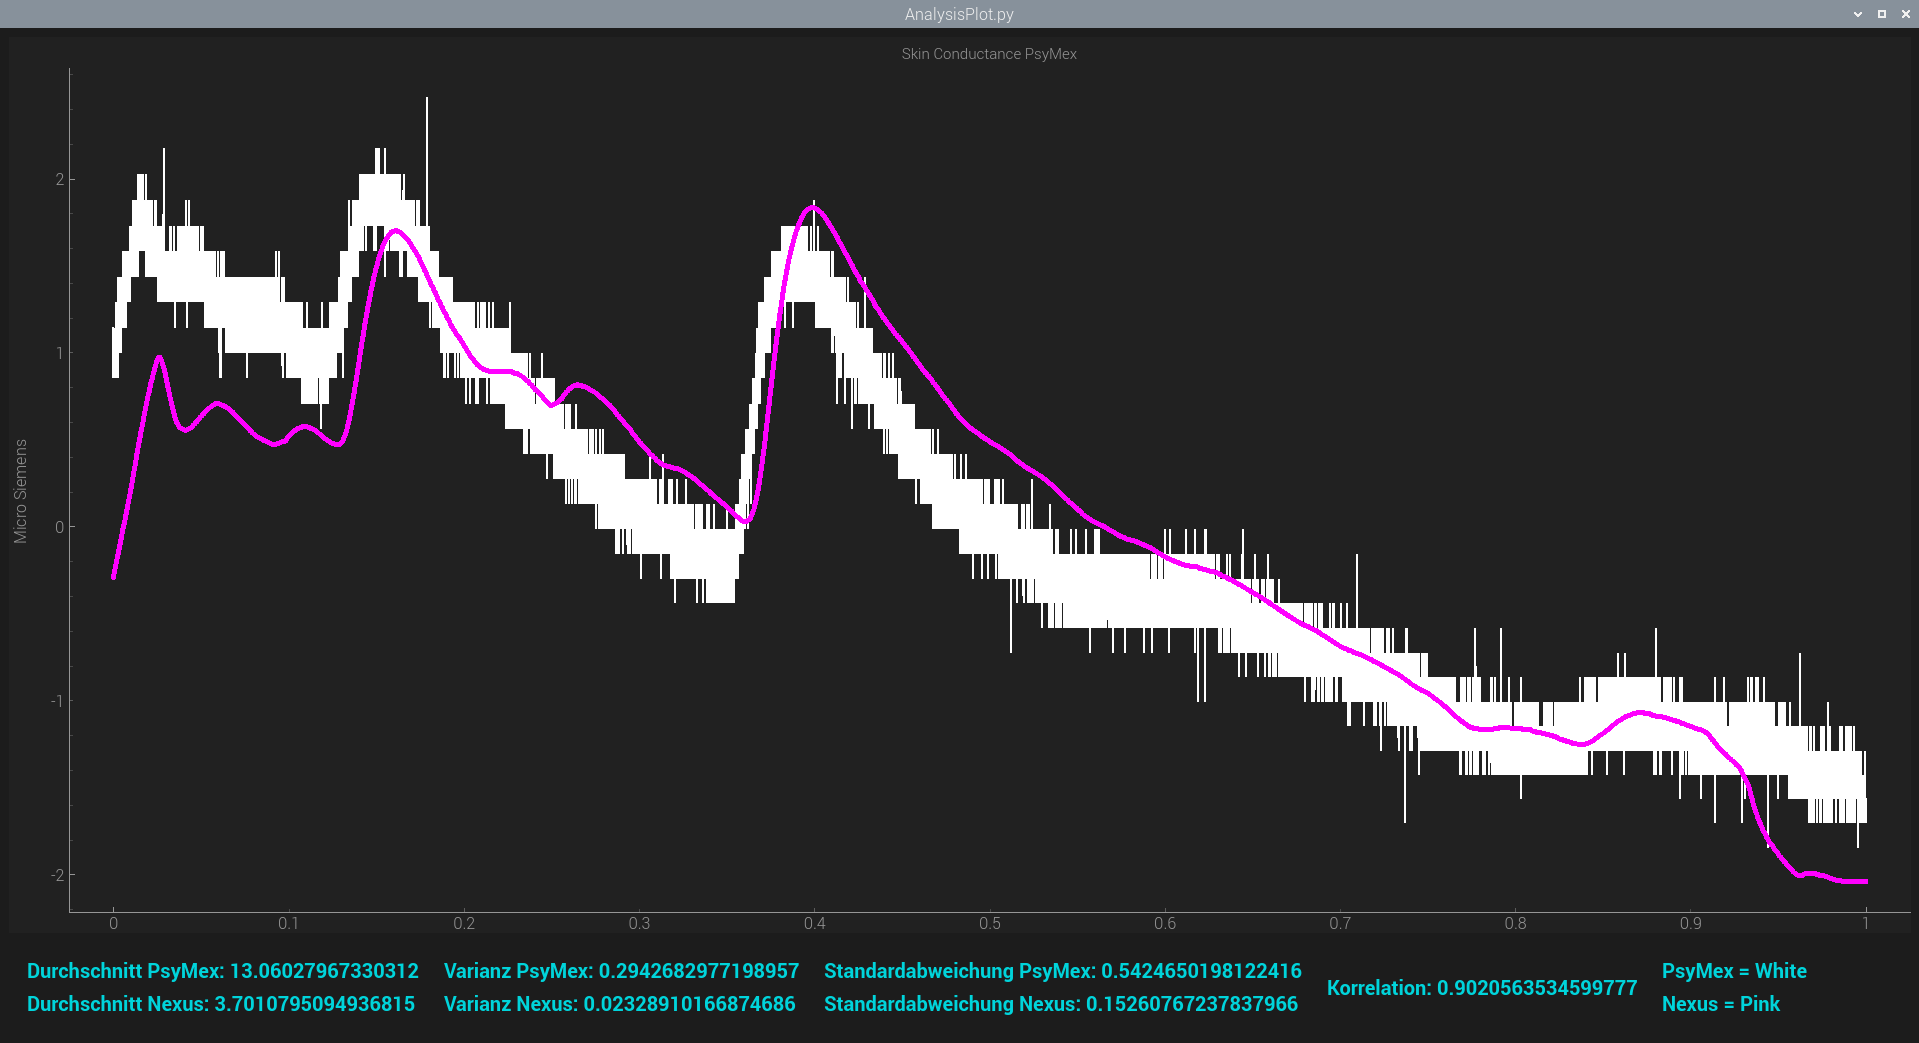 AnalysisPlot.py
Skin Conductance PsyMex
Micro Siemens
2
1
0
-1
-2
0 0.1 0.2 0.3 0.4 0.5 0.6 0.7 0.8 0.9 1
Durchschnitt PsyMex: 13.06027967330312 Varianz PsyMex: 0.2942682977198957 Standardabweichung PsyMex: 0.5424650198122416 PsyMex = White
Korrelation: 0.9020563534599777
Durchschnitt Nexus: 3.7010795094936815 Varianz Nexus: 0.02328910166874686 Standardabweichung Nexus: 0.15260767237837966 Nexus = Pink